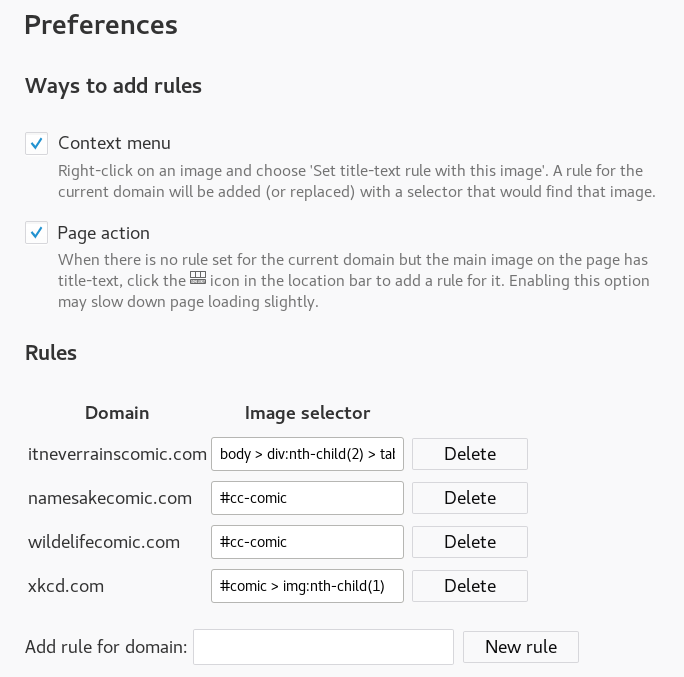 Preferences
Ways to add rules
Context menu
Right-click on an image and choose 'Set title-text rule with this image'. A rule for the
current domain will be added (or replaced) with a selector that would find that image.
Page action
When there is no rule set for the current domain but the main image on the page has
title-text, click the icon in the location bar to add a rule for it. Enabling this option
may slow down page loading slightly.
Rules
Domain Image selector
itneverrainscomic.com body > div:nth-child(2) > tal Delete
namesakecomic.com #cc-comic Delete
wildelifecomic.com #cc-comic Delete
xkcd.com #comic > img:nth-child(1) Delete
Add rule for domain: New rule